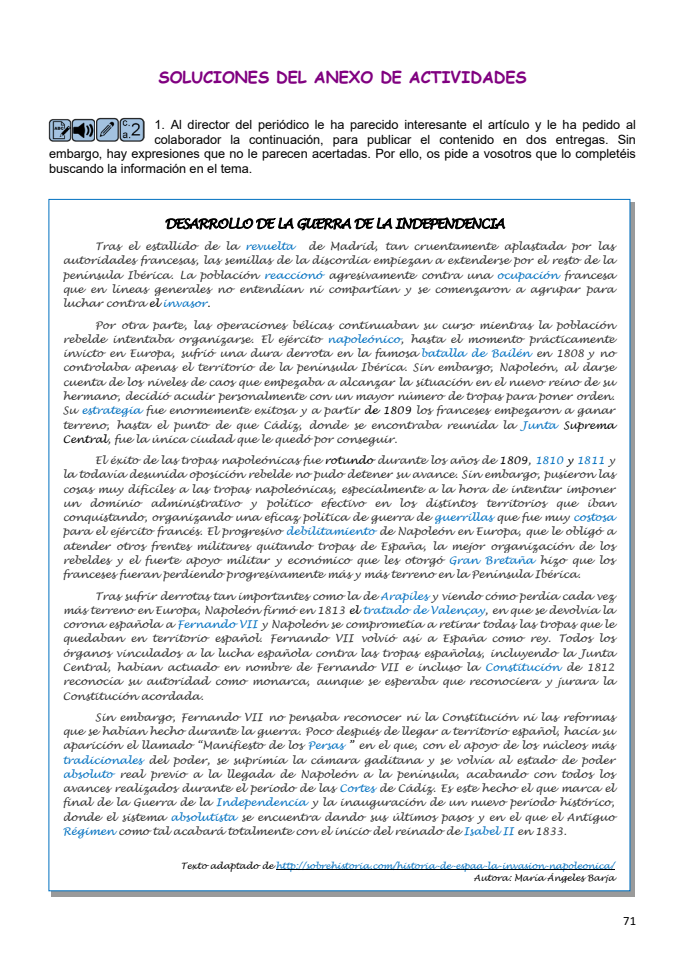 SOLUCIONES DEL ANEXO DE ACTIVIDADES
1. Al director del periódico le ha parecido interesante el artículo y le ha pedido al
colaborador la continuación, para publicar el contenido en dos entregas. Sin
embargo, hay expresiones que no le parecen acertadas. Por ello, os pide a vosotros que lo completéis
buscando la información en el tema.
DESARROLLO DE LA GUERRA DE LA INDEPENDENCIA
Tras el estallido de la revuelta de Madrid, tan cruentamente aplastada por las
autoridades francesas, las semillas de la discordia empiezan a extenderse por el resto de la
península Ibérica. La población reaccionó agresivamente contra una ocupación francesa
que en líneas generales no entendían ni compartían y se comenzaron a agrupar para
luchar contra el invasor.
Por otra parte, las operaciones bélicas continuaban su curso mientras la población
rebelde intentaba organizarse. El ejército napoleónico, hasta el momento prácticamente
invicto en Europa, sufrió una dura derrota en la famosa batalla de Bailén en 1808 y no
controlaba apenas el territorio de la península Ibérica. Sin embargo, Napoleón, al darse
cuenta de los niveles de caos que empezaba a alcanzar la situación en el nuevo reino de su
hermano, decidió acudir personalmente con un mayor número de tropas para poner orden.
Su estrategia fue enormemente exitosa y a partir de 1809 los franceses empezaron a ganar
terreno, hasta el punto de que Cádiz, donde se encontraba reunida la Junta Suprema
Central, fue la única ciudad que le quedó por conseguir.
El éxito de las tropas napoleónicas fue rotundo durante los años de 1809, 1810 y 1811 y
la todavía desunida oposición rebelde no pudo detener su avance. Sin embargo, pusieron las
cosas muy difíciles a las tropas napoleónicas, especialmente a la hora de intentar imponer
un dominio administrativo y político efectivo en los distintos territorios que iban
conquistando, organizando una eficaz política de guerra de guerrillas que fue muy costosa
para el ejército francés. El progresivo debilitamiento de Napoleón en Europa, que le obligó a
atender otros frentes militares quitando tropas de España, la mejor organización de los
rebeldes y el fuerte apoyo militar y económico que les otorgó Gran Bretaña hizo que los
franceses fueran perdiendo progresivamente más y más terreno en la Península Ibérica.
Tras sufrir derrotas tan importantes como la de Arapiles y viendo cómo perdía cada vez
más terreno en Europa, Napoleón firmó en 1813 el tratado de Valençay, en que se devolvía la
corona española a Fernando VII y Napoleón se comprometía a retirar todas las tropas que le
quedaban en territorio español. Fernando VII volvió así a España como rey. Todos los
órganos vinculados a la lucha española contra las tropas españolas, incluyendo la Junta
Central, habían actuado en nombre de Fernando VII e incluso la Constitución de 1812
reconocía su autoridad como monarca, aunque se esperaba que reconociera y jurara la
Constitución acordada.
Sin embargo, Fernando VII no pensaba reconocer ni la Constitución ni las reformas
que se habían hecho durante la guerra. Poco después de llegar a territorio español, hacía su
aparición el llamado “Manifiesto de los Persas ” en el que, con el apoyo de los núcleos más
tradicionales del poder, se suprimía la cámara gaditana y se volvía al estado de poder
absoluto real previo a la llegada de Napoleón a la península, acabando con todos los
avances realizados durante el período de las Cortes de Cádiz. Es este hecho el que marca el
final de la Guerra de la Independencia y la inauguración de un nuevo período histórico,
donde el sistema absolutista se encuentra dando sus últimos pasos y en el que el Antiguo
Régimen como tal acabará totalmente con el inicio del reinado de Isabel II en 1833.
Texto adaptado de http://sobrehistoria.com/historia-de-espaa-la-invasion-napoleonica/
Autora: María Ángeles Barja
71